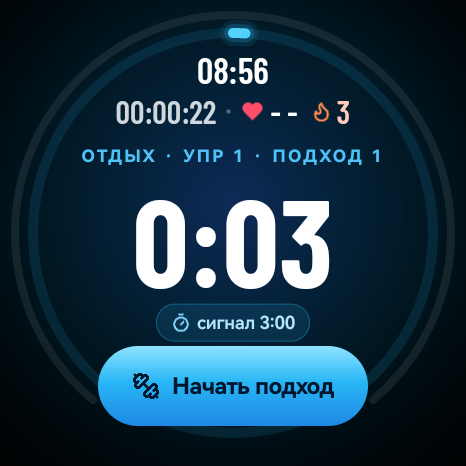 08:56
00:00:22 · -- 3
ОТДЫХ · УПР 1 · ПОДХОД 1
0:03
сигнал 3:00
Начать подход